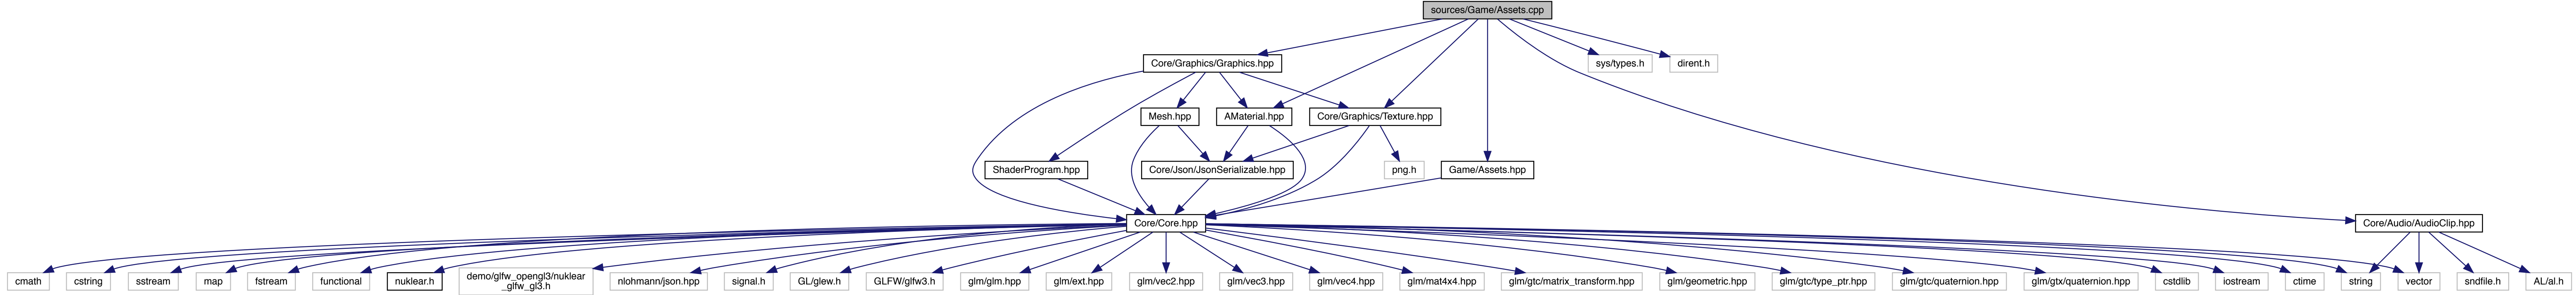 sources/Game/Assets.cpp
Core/Graphics/Graphics.hpp
sys/types.h
dirent.h
Mesh.hpp
AMaterial.hpp
Core/Graphics/Texture.hpp
ShaderProgram.hpp
Core/Json/JsonSerializable.hpp
png.h
Game/Assets.hpp
Core/Core.hpp
Core/Audio/AudioClip.hpp
cmath
cstring
sstream
map
fstream
functional
nuklear.h
demo/glfw_opengl3/nuklear
_glfw_gl3.h
nlohmann/json.hpp
signal.h
GL/glew.h
GLFW/glfw3.h
glm/glm.hpp
glm/ext.hpp
glm/vec2.hpp
glm/vec3.hpp
glm/vec4.hpp
glm/mat4x4.hpp
glm/gtc/matrix_transform.hpp
glm/geometric.hpp
glm/gtc/type_ptr.hpp
glm/gtc/quaternion.hpp
glm/gtx/quaternion.hpp
cstdlib
iostream
ctime
string
vector
sndfile.h
AL/al.h